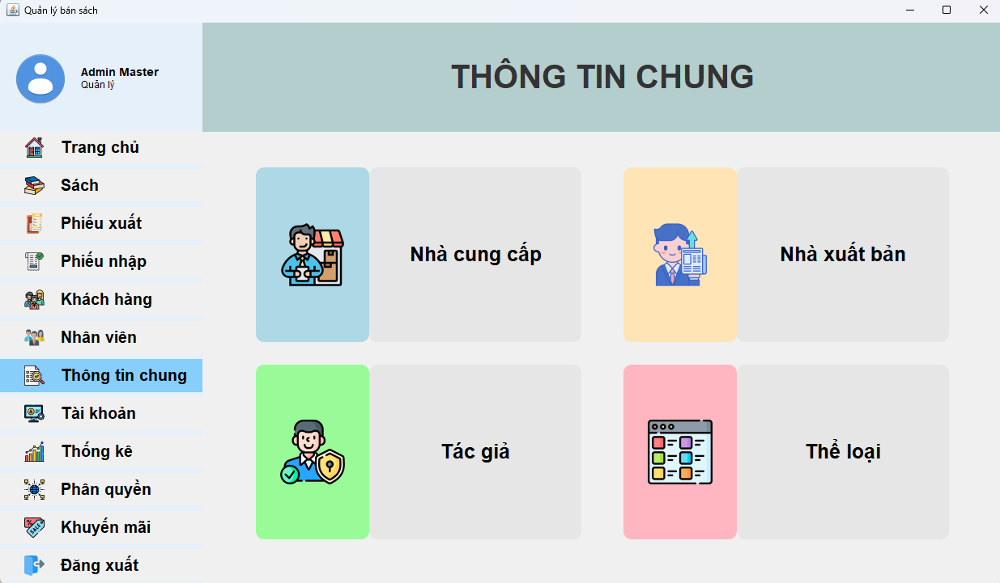 Quản lý bán sách
Admin Master
Quản lý
THÔNG TIN CHUNG
Trang chủ
Sách
Phiếu xuất
Phiếu nhập
Khách hàng
Nhân viên
Thông tin chung
Tài khoản
Thống kê
Phân quyền
Khuyến mãi
Đăng xuất
Nhà cung cấp
Nhà xuất bản
Tác giả
Thể loại
SALE